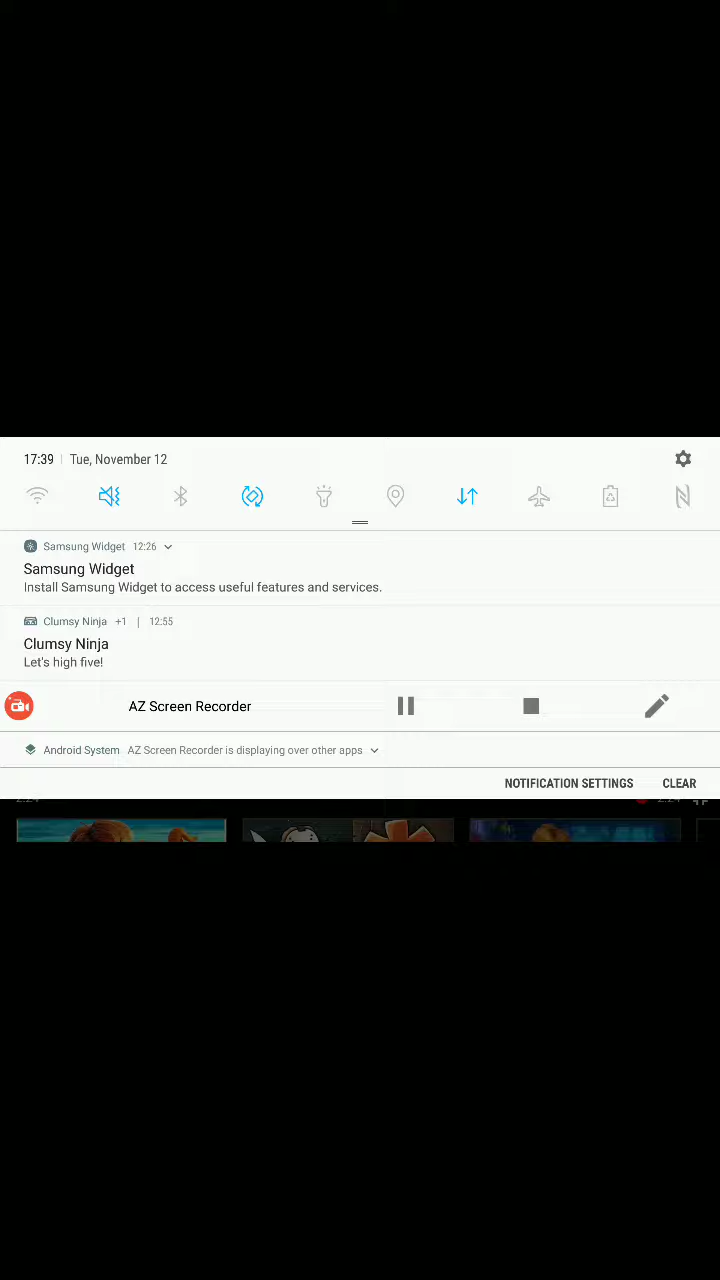 17:39 | Tue, November 12
Samsung Widget 12:26
Samsung Widget
Install Samsung Widget to access useful features and services.
Clumsy Ninja +1 | 12:55
Clumsy Ninja
Let's high five!
AZ Screen Recorder
Android System AZ Screen Recorder is displaying over other apps
NOTIFICATION SETTINGS CLEAR